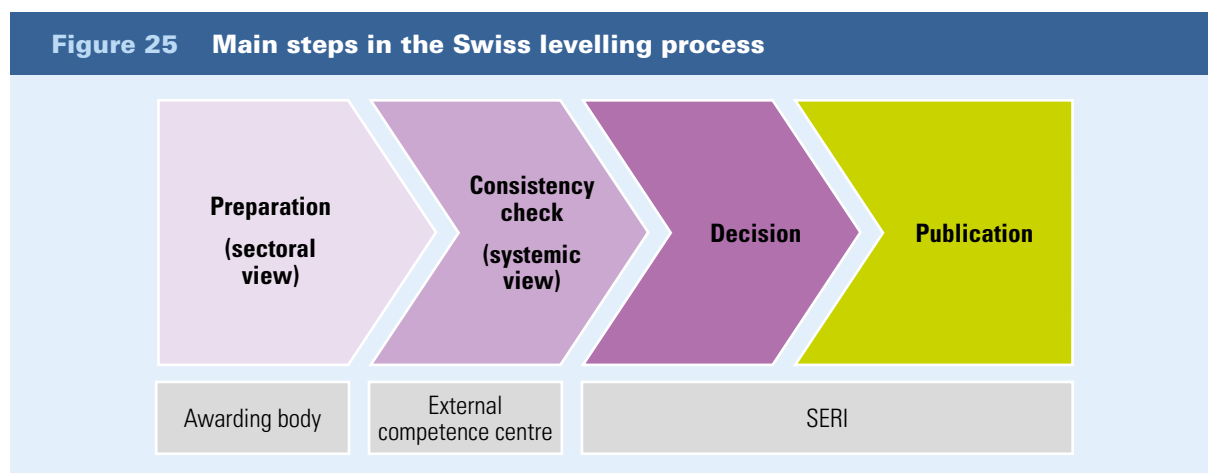 Figure 25 Main steps in the Swiss levelling process
Preparation
(sectoral
view)
Consistency
check
(systemic
view)
Decision
Publication
Awarding body
External
competence centre
SERI